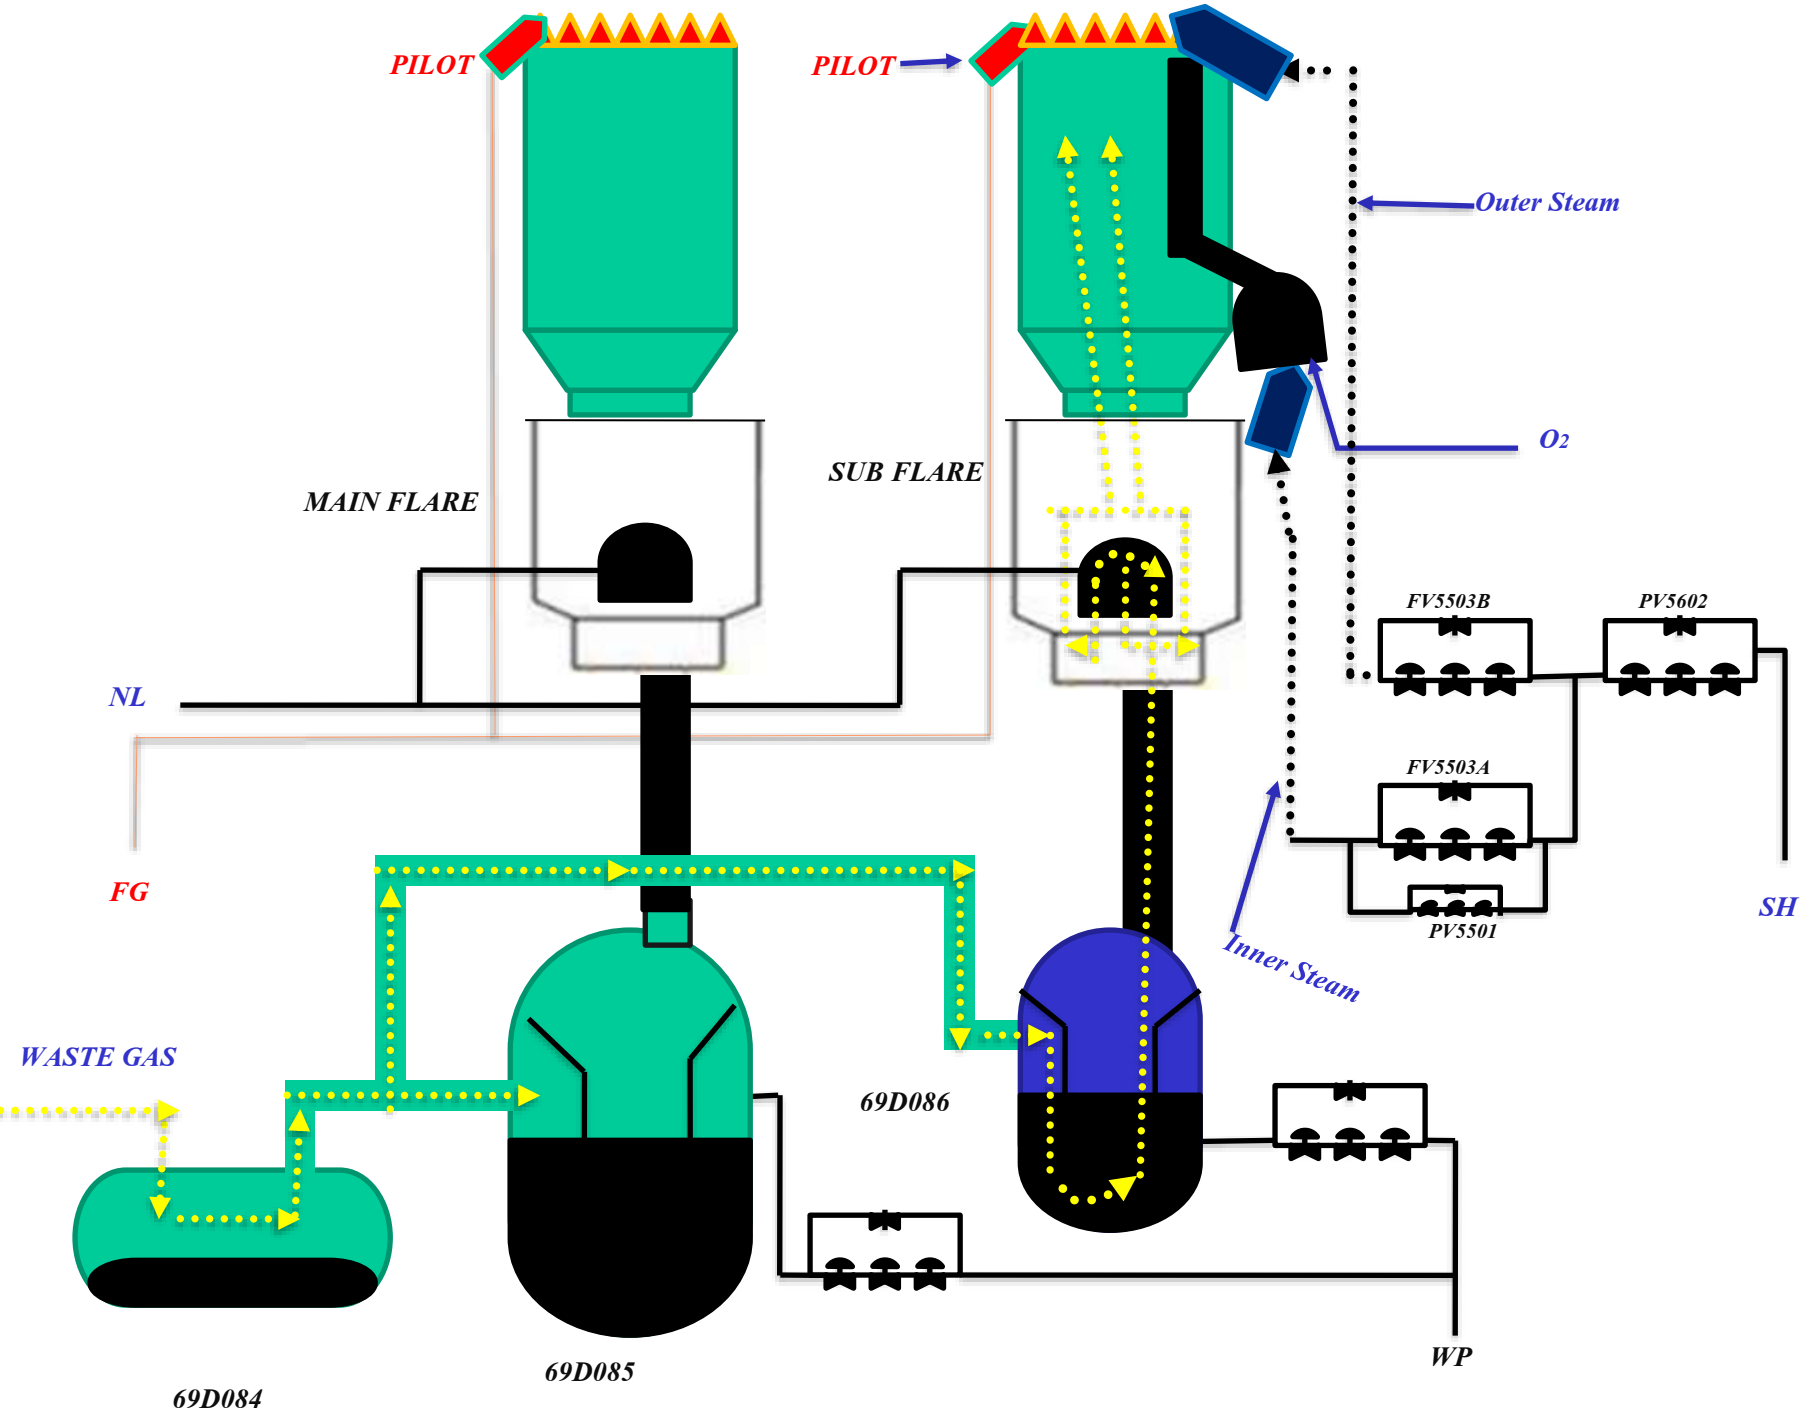 PILOT
PILOT
Outer Steam
O2
SUB FLARE
MAIN FLARE
FV5503B
PV5602
NL
FV5503A
FG
SH
PV5501
Inner Steam
WASTE GAS
69D086
WP
69D085
69D084